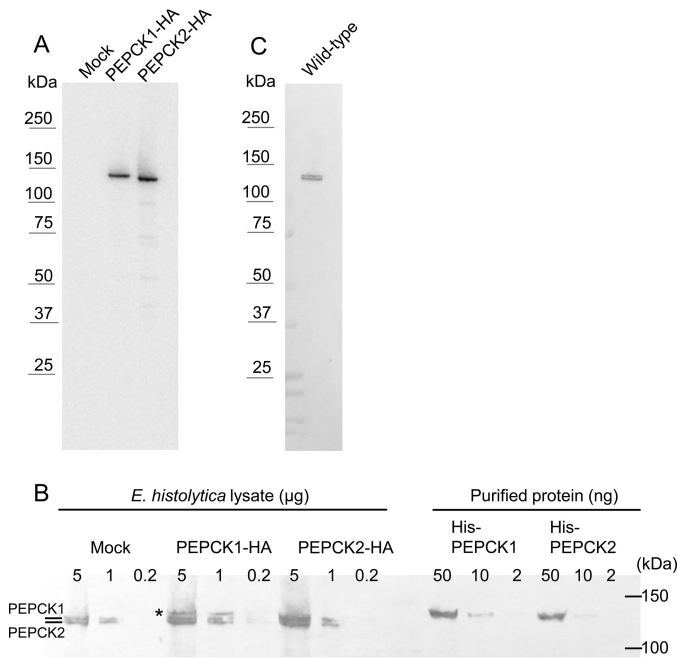 A
Mock
PEPCK1-HA
PEPCK2-HA
kDa
250
150
100
75
50
37
25
C
Wild-type
kDa
250
150
100
75
50
37
25
B
E. histolytica lysate (μg)
Purified protein (ng)
Mock
PEPCK1-HA
PEPCK2-HA
His-
PEPCK1
His-
PEPCK2
(kDa)
5 1 0.2 5 1 0.2 5 1 0.2 50 10 2 50 10 2
PEPCK1
PEPCK2
*
150
100